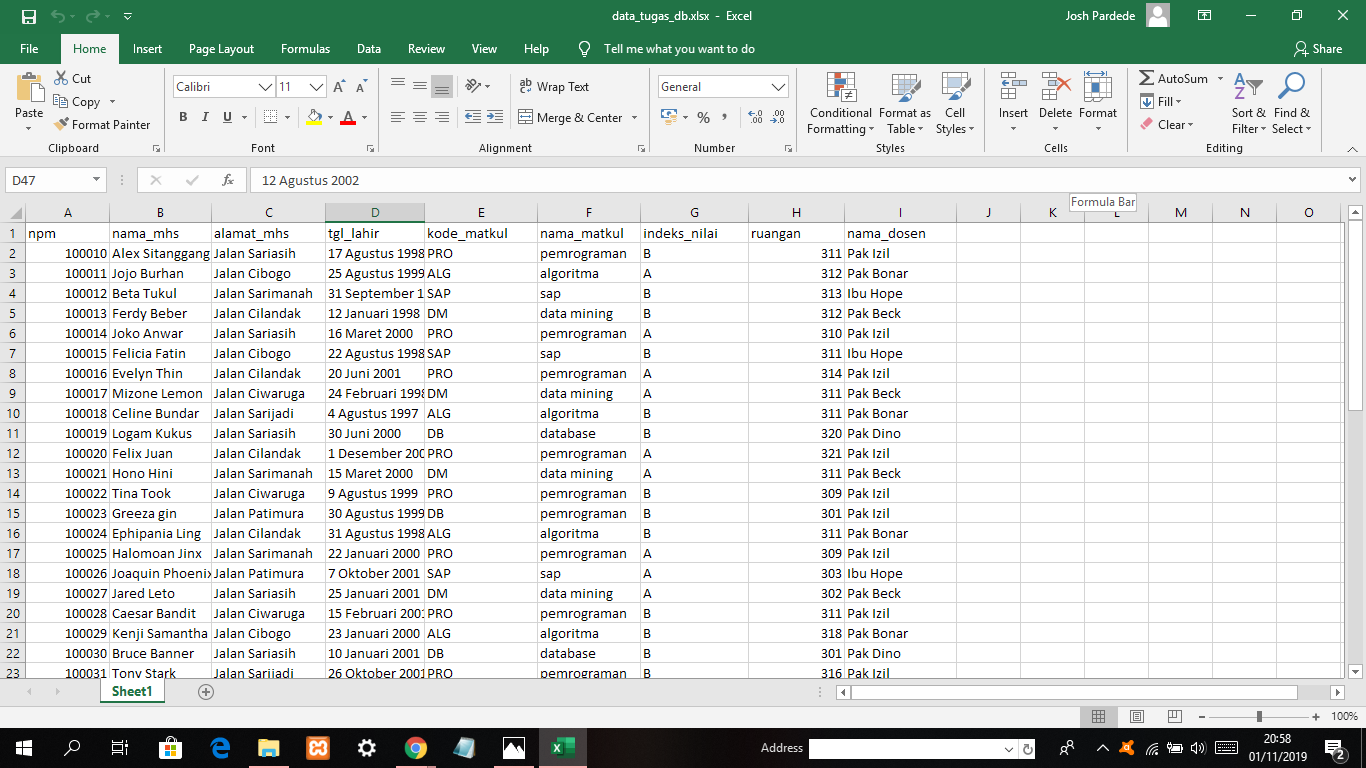 data_tugas_db.xlsx - Excel
Josh Pardede
File Home Insert Page Layout Formulas Data Review View Help Tell me what you want to do Share
Paste
Cut
Copy
Format Painter
Clipboard
Calibri 11
B I U
Font
Wrap Text
Merge & Center
Alignment
General
Number
Conditional Formatting
Format as Table
Cell Styles
Styles
Insert Delete Format
Cells
AutoSum
Fill
Clear
Sort & Filter
Find & Select
Editing
D47 fx 12 Agustus 2002
Formula Bar
A B C D E F G H I J K L M N O
1 npm nama_mhs alamat_mhs tgl_lahir kode_matkul nama_matkul indeks_nilai ruangan nama_dosen
2 100010 Alex Sitanggang Jalan Sariasih 17 Agustus 1998 PRO pemrograman B 311 Pak Izil
3 100011 Jojo Burhan Jalan Cibogo 25 Agustus 1999 ALG algoritma A 312 Pak Bonar
4 100012 Beta Tukul Jalan Sarimanah 31 September 1 SAP sap B 313 Ibu Hope
5 100013 Ferdy Beber Jalan Cilandak 12 Januari 1998 DM data mining B 312 Pak Beck
6 100014 Joko Anwar Jalan Sariasih 16 Maret 2000 PRO pemrograman A 310 Pak Izil
7 100015 Felicia Fatin Jalan Cibogo 22 Agustus 1998 SAP sap B 311 Ibu Hope
8 100016 Evelyn Thin Jalan Cilandak 20 Juni 2001 PRO pemrograman A 314 Pak Izil
9 100017 Mizone Lemon Jalan Ciwaruga 24 Februari 1998 DM data mining A 311 Pak Beck
10 100018 Celine Bundar Jalan Sarijadi 4 Agustus 1997 ALG algoritma B 311 Pak Bonar
11 100019 Logam Kukus Jalan Sariasih 30 Juni 2000 DB database B 320 Pak Dino
12 100020 Felix Juan Jalan Cilandak 1 Desember 200 PRO pemrograman A 321 Pak Izil
13 100021 Hono Hini Jalan Sarimanah 15 Maret 2000 DM data mining A 311 Pak Beck
14 100022 Tina Took Jalan Ciwaruga 9 Agustus 1999 PRO pemrograman B 309 Pak Izil
15 100023 Greeza gin Jalan Patimura 30 Agustus 1999 DB pemrograman B 301 Pak Izil
16 100024 Ephipania Ling Jalan Cilandak 31 Agustus 1998 ALG algoritma B 311 Pak Bonar
17 100025 Halomoan Jinx Jalan Sarimanah 22 Januari 2000 PRO pemrograman A 309 Pak Izil
18 100026 Joaquin Phoenix Jalan Patimura 7 Oktober 2001 SAP sap A 303 Ibu Hope
19 100027 Jared Leto Jalan Sariasih 25 Januari 2001 DM data mining A 302 Pak Beck
20 100028 Caesar Bandit Jalan Ciwaruga 15 Februari 2001 PRO pemrograman B 311 Pak Izil
21 100029 Kenji Samantha Jalan Cibogo 23 Januari 2000 ALG algoritma B 318 Pak Bonar
22 100030 Bruce Banner Jalan Sariasih 10 Januari 2001 DB database B 301 Pak Dino
23 100031 Tony Stark Jalan Sarijadi 26 Oktober 2001 PRO pemrograman B 316 Pak Izil
Sheet1
100%
Address
20:58
01/11/2019
2